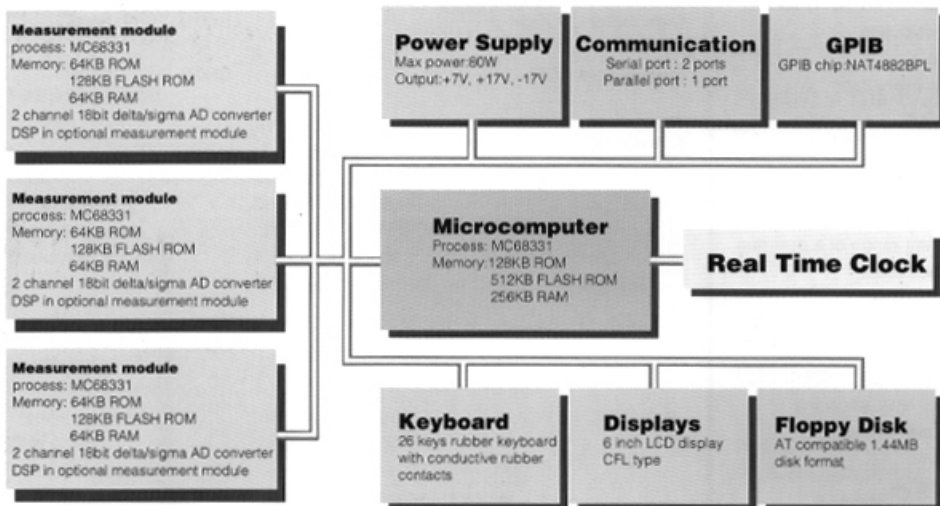 Measurement module
process: MC68331
Memory: 64KB ROM
128KB FLASH ROM
64KB RAM
2 channel 18bit delta/sigma AD converter
DSP in optional measurement module
Measurement module
process: MC68331
Memory: 64KB ROM
128KB FLASH ROM
64KB RAM
2 channel 18bit delta/sigma AD converter
DSP in optional measurement module
Measurement module
process: MC68331
Memory: 64KB ROM
128KB FLASH ROM
64KB RAM
2 channel 18bit delta/sigma AD converter
DSP in optional measurement module
Power Supply
Max power:80W
Output:+7V, +17V, -17V
Communication
Serial port : 2 ports
Parallel port : 1 port
GPIB
GPIB chip:NAT4882BPL
Microcomputer
Process: MC68331
Memory:128KB ROM
512KB FLASH ROM
256KB RAM
Real Time Clock
Keyboard
26 keys rubber keyboard
with conductive rubber
contacts
Displays
6 inch LCD display
CFL type
Floppy Disk
AT compatible 1.44MB
disk format